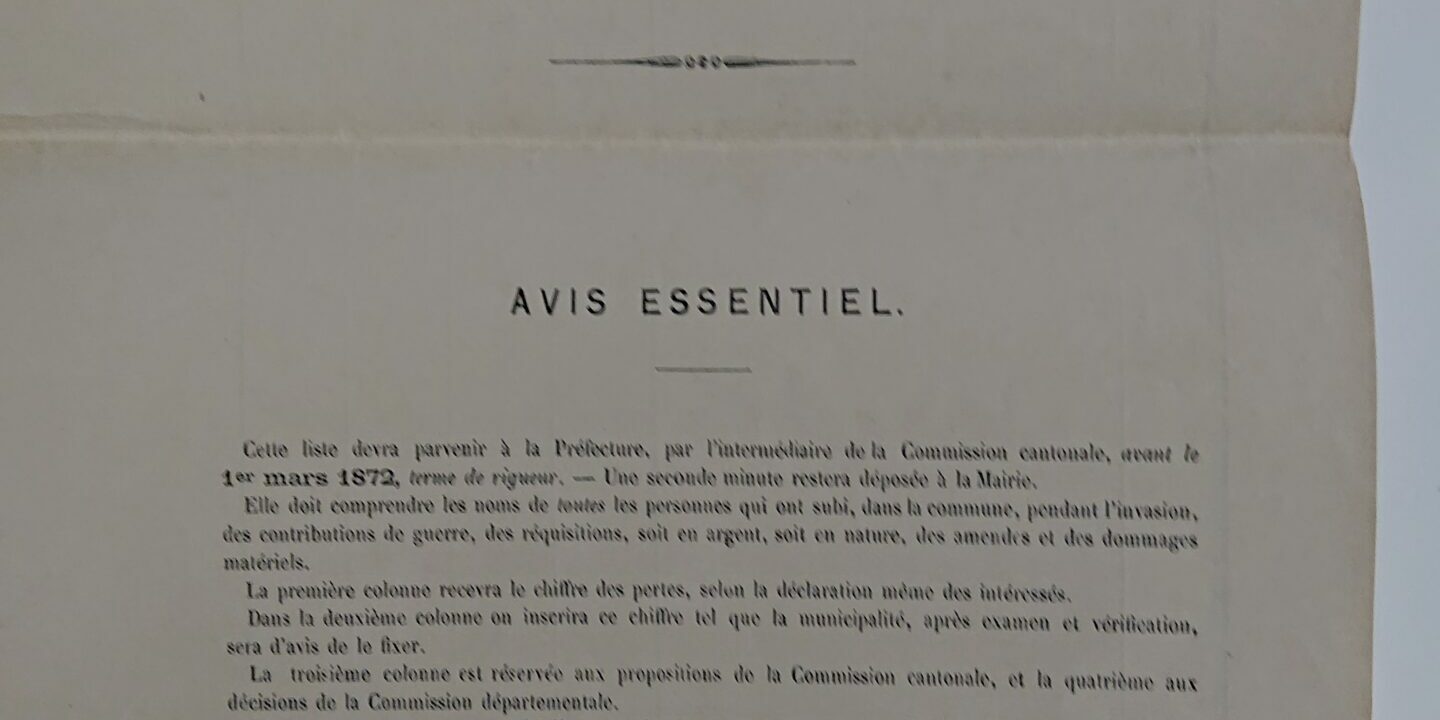 AVIS ESSENTIEL.
Cette liste devra parvenir à la Préfecture, par l'intermédiaire de la Commission cantonale, avant le
1er mars 1872, terme de rigueur. — Une seconde minute restera déposée à la Mairie.
Elle doit comprendre les noms de toutes les personnes qui ont subi, dans la commune, pendant l'invasion,
des contributions de guerre, des réquisitions, soit en argent, soit en nature, des amendes et des dommages
matériels.
La première colonne recevra le chiffre des pertes, selon la déclaration même des intéressés.
Dans la deuxième colonne on inscrira ce chiffre tel que la municipalité, après examen et vérification,
sera d'avis de le fixer.
La troisième colonne est réservée aux propositions de la Commission cantonale, et la quatrième aux
décisions de la Commission départementale.